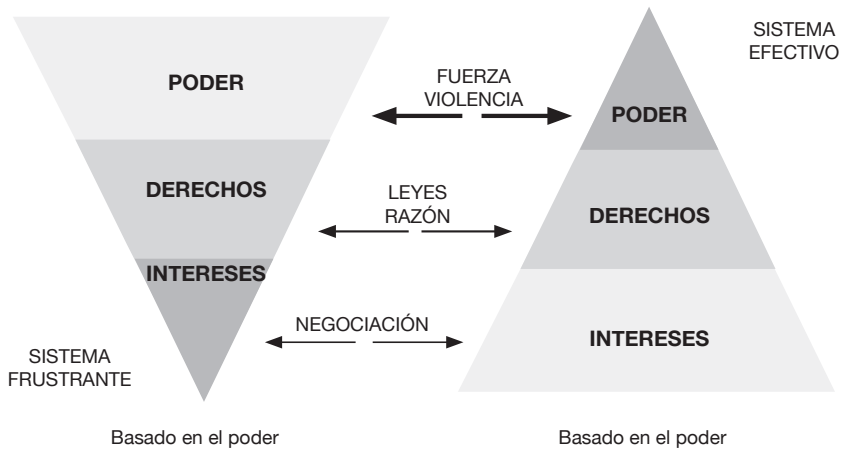 SISTEMA
EFECTIVO
PODER
FUERZA
VIOLENCIA
PODER
DERECHOS
LEYES
RAZÓN
DERECHOS
INTERESES
NEGOCIACIÓN
INTERESES
SISTEMA
FRUSTRANTE
Basado en el poder
Basado en el poder